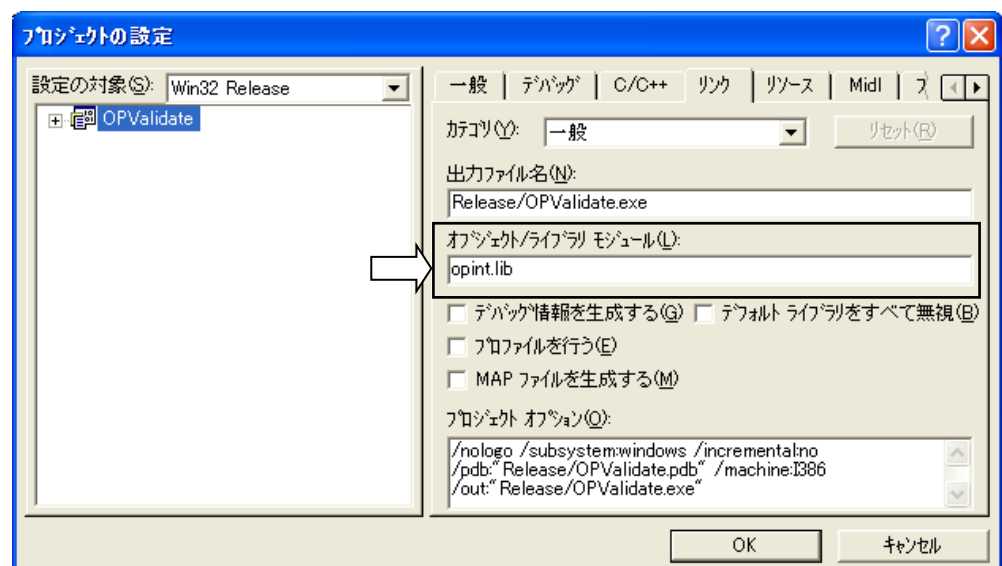 ﾌﾟﾛｼﾞｪｸﾄの設定
設定の対象(S): Win32 Release
OPValidate
一般 ﾃﾞﾊﾞｯｸﾞ C/C++ ﾘﾝｸ ﾘｿｰｽ Midl
ｶﾃｺﾞﾘ(Y): 一般 ﾘｾｯﾄ(R)
出力ﾌｧｲﾙ名(N):
Release/OPValidate.exe
ｵﾌﾞｼﾞｪｸﾄ/ﾗｲﾌﾞﾗﾘ ﾓｼﾞｭｰﾙ(L):
opint.lib
ﾃﾞﾊﾞｯｸﾞ情報を生成する(G) ﾃﾞﾌｫﾙﾄ ﾗｲﾌﾞﾗﾘをすべて無視(B)
ﾌﾟﾛﾌｧｲﾙを行う(E)
MAP ﾌｧｲﾙを生成する(M)
ﾌﾟﾛｼﾞｪｸﾄ ｵﾌﾟｼｮﾝ(O):
/nologo /subsystem:windows /incremental:no
/pdb:"Release/OPValidate.pdb" /machine:I386
/out:"Release/OPValidate.exe"
OK ｷｬﾝｾﾙ